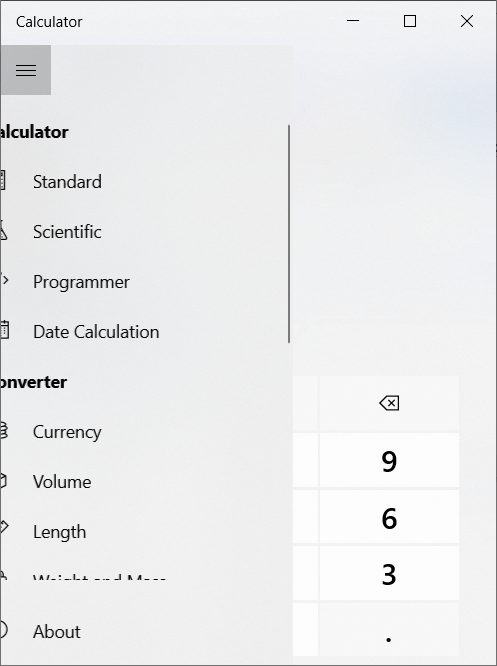 Calculator
alculator
Standard
Scientific
Programmer
Date Calculation
onverter
Currency
Volume
9
Length
6
Weight and Mass
3
About
.